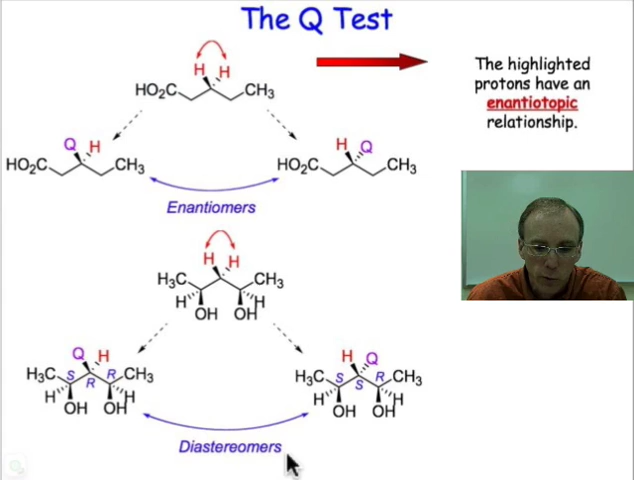 The Q Test
H H
HO₂C CH₃
The highlighted
protons have an
enantiotopic
relationship.
Q H
HO₂C CH₃
H Q
HO₂C CH₃
Enantiomers
H H
H₃C CH₃
H H
OH OH
Q H
H₃C S R R CH₃
H H
OH OH
H Q
H₃C S S R CH₃
H H
OH OH
Diastereomers